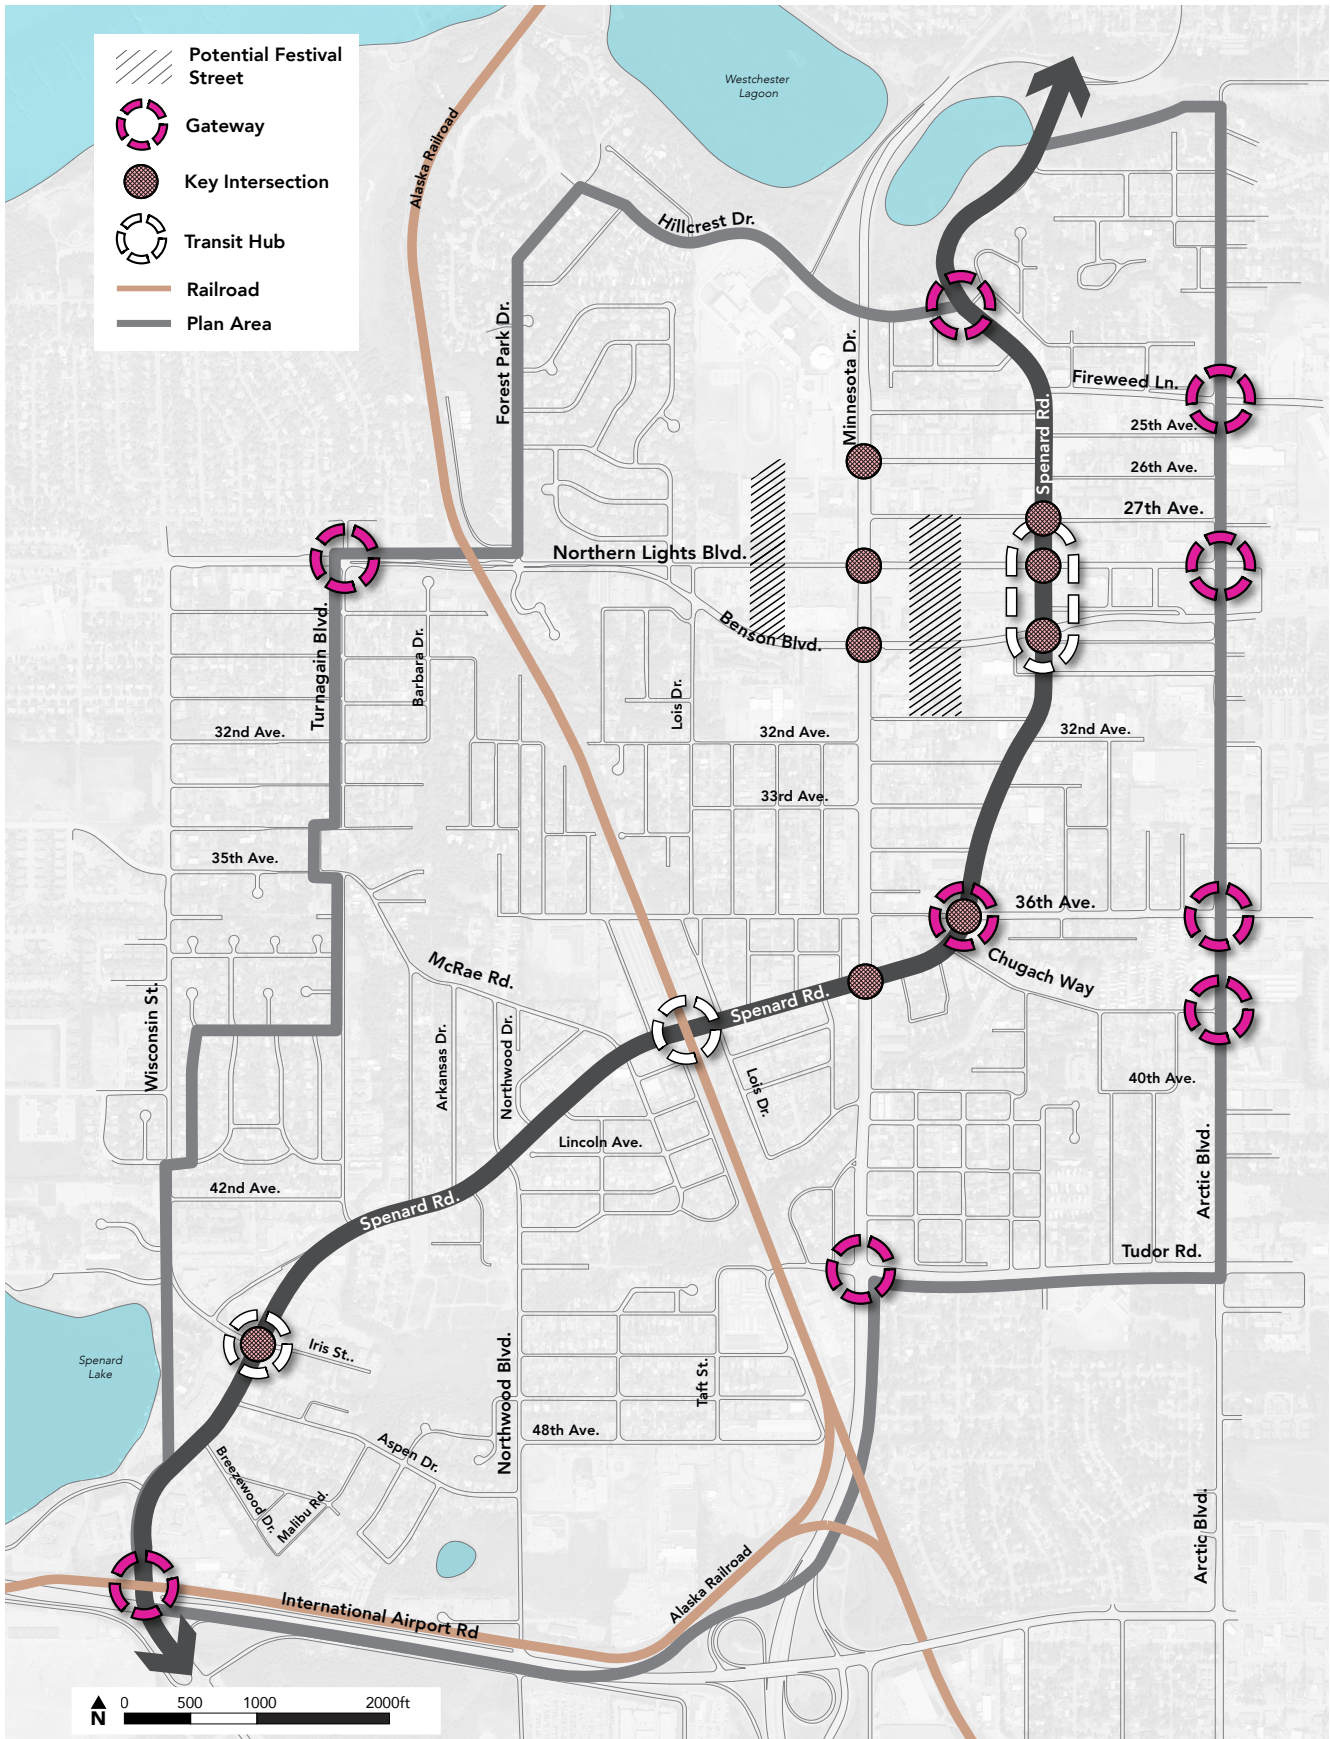 Potential Festival
Street
Gateway
Key Intersection
Transit Hub
Railroad
Plan Area
Westchester
Lagoon
Alaska Railroad
Hillcrest Dr.
Forest Park Dr.
Minnesota Dr.
Fireweed Ln.
Spenard Rd.
25th Ave.
26th Ave.
27th Ave.
Northern Lights Blvd.
Benson Blvd.
Turnagain Blvd.
Barbara Dr.
Lois Dr.
32nd Ave.
32nd Ave.
32nd Ave.
33rd Ave.
35th Ave.
36th Ave.
McRae Rd.
Chugach Way
Wisconsin St.
Spenard Rd.
Arkansas Dr.
Northwood Dr.
Lois Dr.
40th Ave.
Lincoln Ave.
Arctic Blvd.
42nd Ave.
Spenard Rd.
Tudor Rd.
Iris St..
Spenard
Lake
Northwood Blvd.
Taft St.
48th Ave.
Aspen Dr.
Breezewood Dr.
Malibu Rd.
Arctic Blvd.
Alaska Railroad
International Airport Rd
N
0 500 1000 2000ft